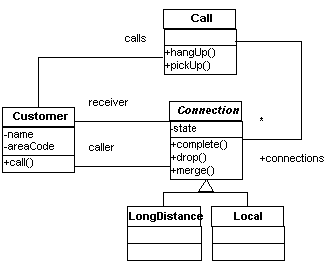 Call
calls
+hangUp()
+pickUp()
receiver
Customer
Connection
-name
-areaCode
-state
*
+call()
caller
+complete()
+drop()
+merge()
+connections
LongDistance
Local